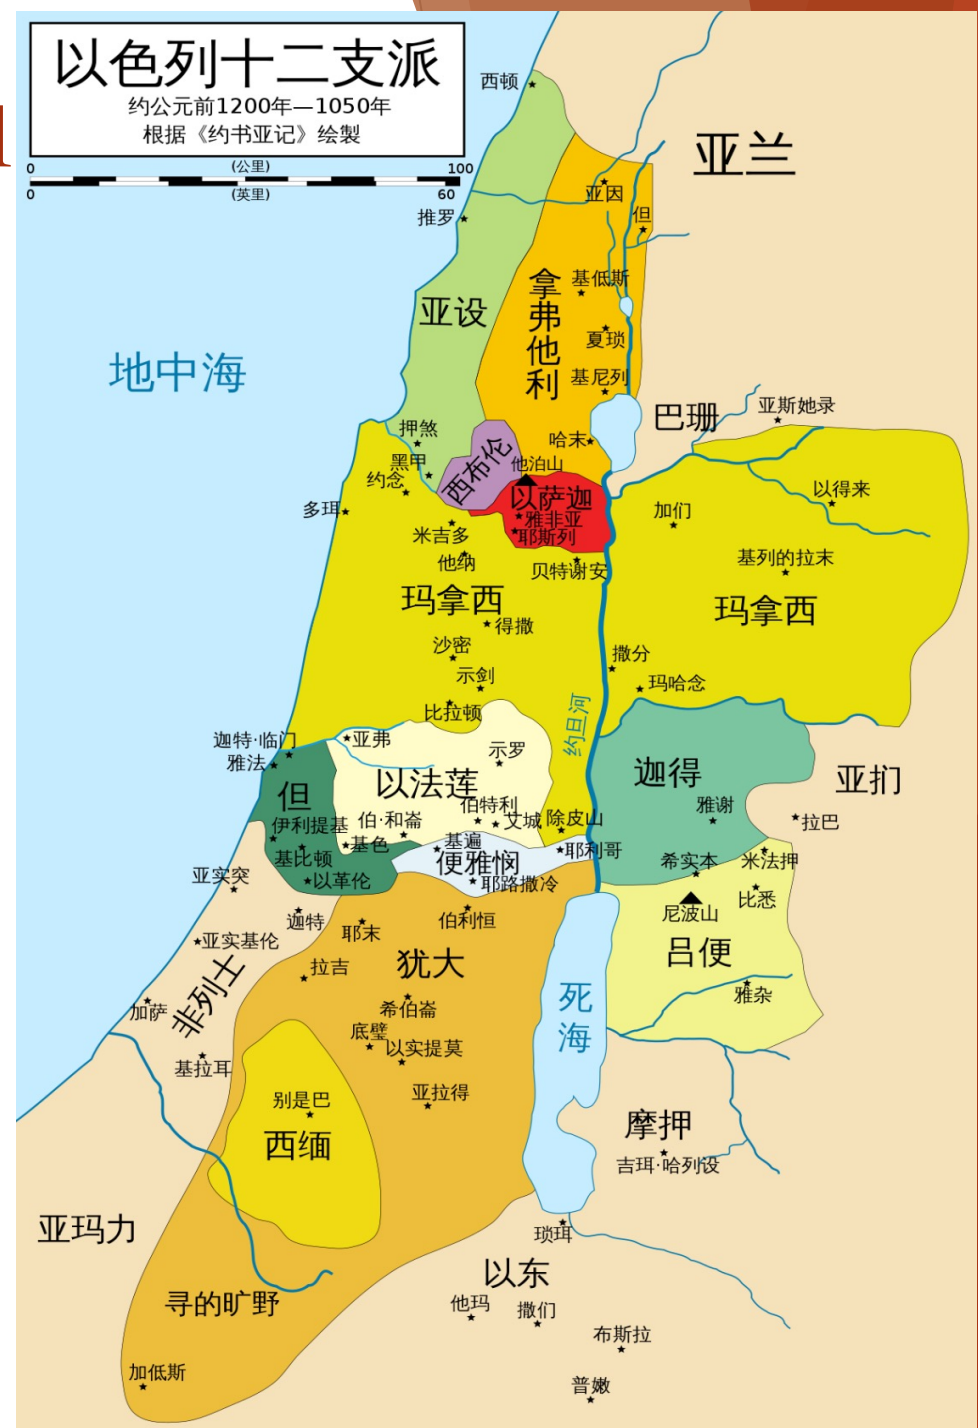 以色列十二支派
约公元前1200年—1050年
根据《约书亚记》绘製
0 (公里) 100
0 (英里) 60
西顿
亚兰
亚因
推罗
但
基低斯
拿弗他利
亚设
夏琐
地中海
基尼列
巴珊
亚斯她录
押煞
哈末
西布伦
黑甲
他泊山
约念
以萨迦
以得来
多珥
加们
雅非亚
米吉多
耶斯列
他纳
贝特谢安
基列的拉末
玛拿西
玛拿西
得撒
沙密
撒分
示剑
玛哈念
比拉顿
约旦河
迦特·临门
亚弗
雅法
示罗
迦得
亚扪
但
以法莲
伯特利
雅谢
伊利提基
伯·和崙
艾城
除皮山
拉巴
基色
基遍
耶利哥
基比顿
便雅悯
希实本
米法押
亚实突
以革伦
耶路撒冷
比悉
迦特
伯利恒
尼波山
耶末
亚实基伦
犹大
吕便
拉吉
非列士
雅杂
加萨
希伯崙
死海
底璧
以实提莫
基拉耳
亚拉得
别是巴
摩押
西缅
吉珥·哈列设
亚玛力
琐珥
以东
寻的旷野
他玛
撒们
布斯拉
加低斯
普嫩